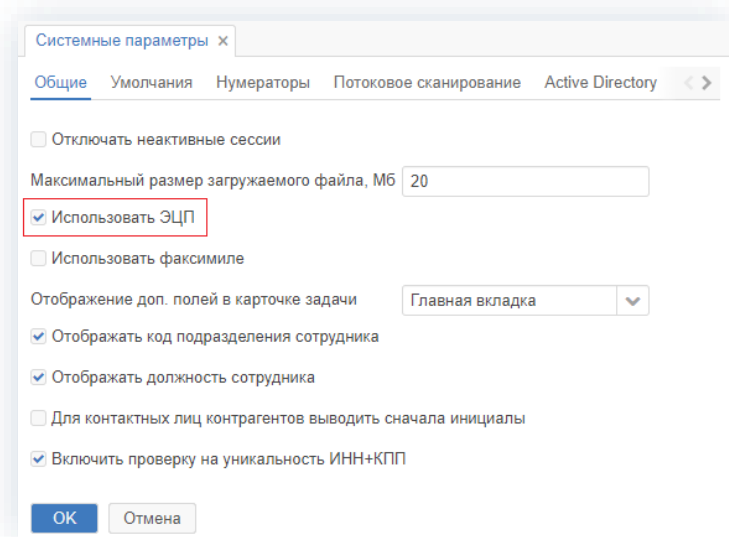 Системные параметры ×
Общие Умолчания Нумераторы Потоковое сканирование Active Directory
Отключать неактивные сессии
Максимальный размер загружаемого файла, Мб 20
Использовать ЭЦП
Использовать факсимиле
Отображение доп. полей в карточке задачи Главная вкладка
Отображать код подразделения сотрудника
Отображать должность сотрудника
Для контактных лиц контрагентов выводить сначала инициалы
Включить проверку на уникальность ИНН+КПП
OK Отмена